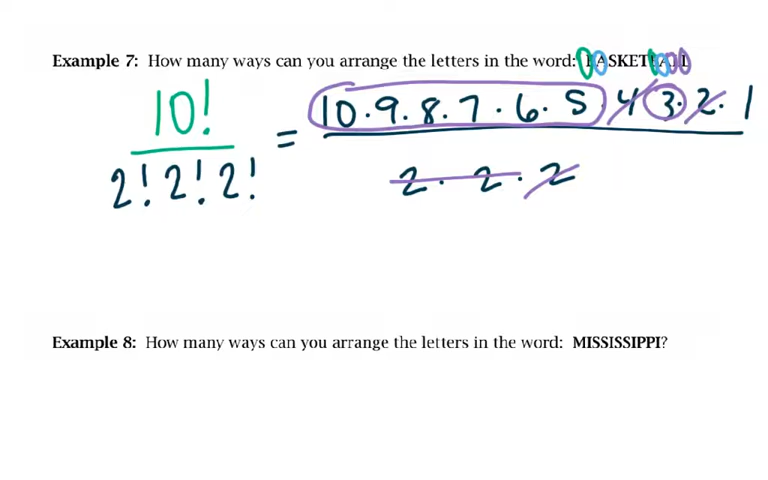 Example 7: How many ways can you arrange the letters in the word: BASKETBALL
10! / 2! 2! 2! = 10 · 9 · 8 · 7 · 6 · 5 · 4 · 3 · 2 · 1 / 2 · 2 · 2
Example 8: How many ways can you arrange the letters in the word: MISSISSIPPI?